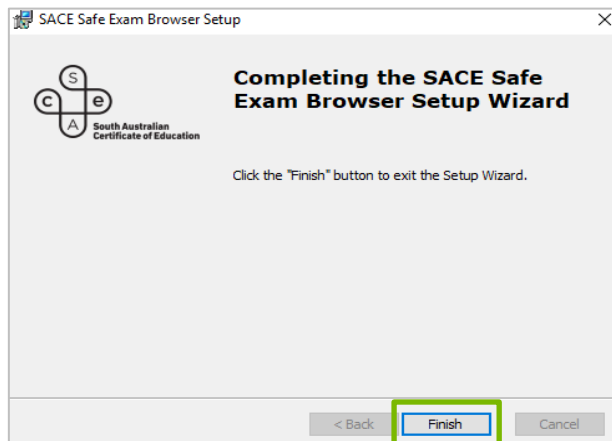 SACE Safe Exam Browser Setup
S
c e
A
South Australian
Certificate of Education
Completing the SACE Safe
Exam Browser Setup Wizard
Click the "Finish" button to exit the Setup Wizard.
< Back Finish Cancel